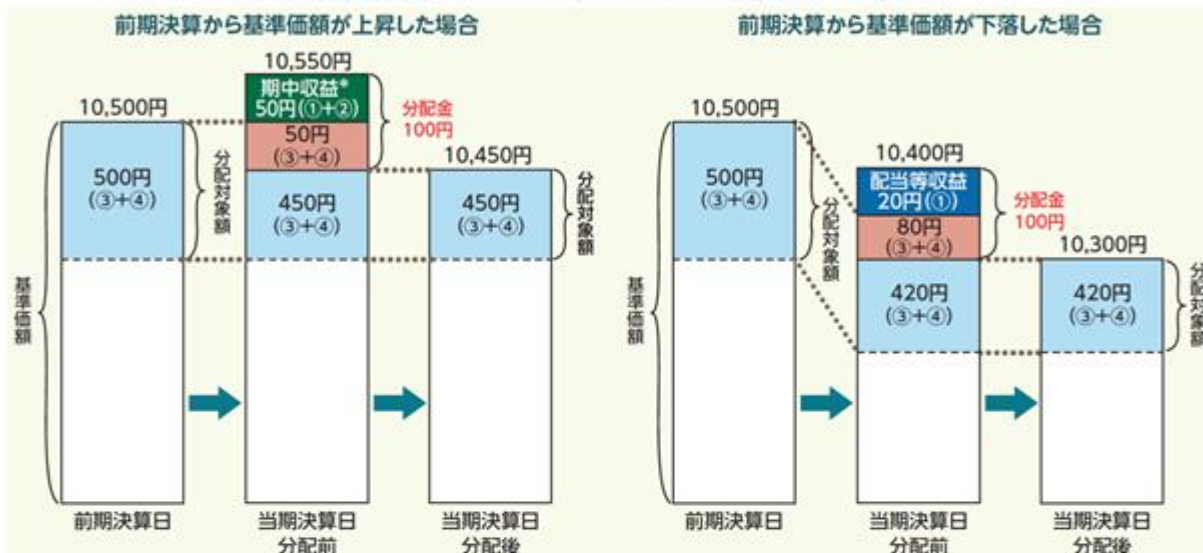 前期決算から基準価額が上昇した場合
10,500円
500円
(③+④)
分配対象額
基準価額
10,550円
期中収益*
50円(①+②)
50円
(③+④)
450円
(③+④)
分配金
100円
10,450円
450円
(③+④)
分配対象額
前期決算日
当期決算日
分配前
当期決算日
分配後
前期決算から基準価額が下落した場合
10,500円
500円
(③+④)
分配対象額
基準価額
10,400円
配当等収益
20円(①)
80円
(③+④)
420円
(③+④)
分配金
100円
10,300円
420円
(③+④)
分配対象額
前期決算日
当期決算日
分配前
当期決算日
分配後